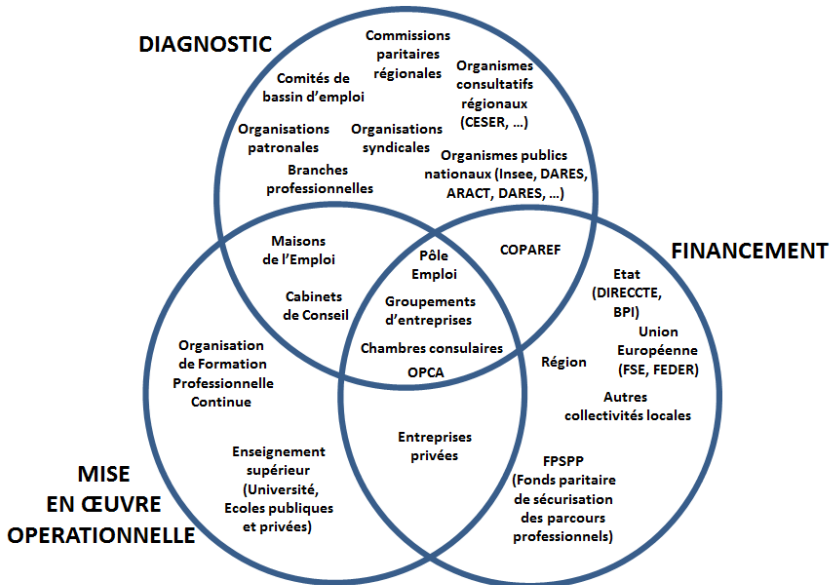 DIAGNOSTIC
Commissions
paritaires
régionales
Comités de
bassin d’emploi
Organismes
consultatifs
régionaux
(CESER, ...)
Organisations
patronales
Organisations
syndicales
Branches
professionnelles
Organismes publics
nationaux (Insee, DARES,
ARACT, DARES, ...)
Maisons
de l’Emploi
Pôle
Emploi
COPAREF
FINANCEMENT
Cabinets
de Conseil
Groupements
d’entreprises
Etat
(DIRECCTE,
BPI)
Union
Européenne
(FSE, FEDER)
Organisation
de Formation
Professionnelle
Continue
Chambres consulaires
OPCA
Région
Autres
collectivités locales
Entreprises
privées
Enseignement
supérieur
(Université,
Ecoles publiques
et privées)
FPSPP
(Fonds paritaire
de sécurisation
des parcours
professionnels)
MISE
EN ŒUVRE
OPERATIONNELLE